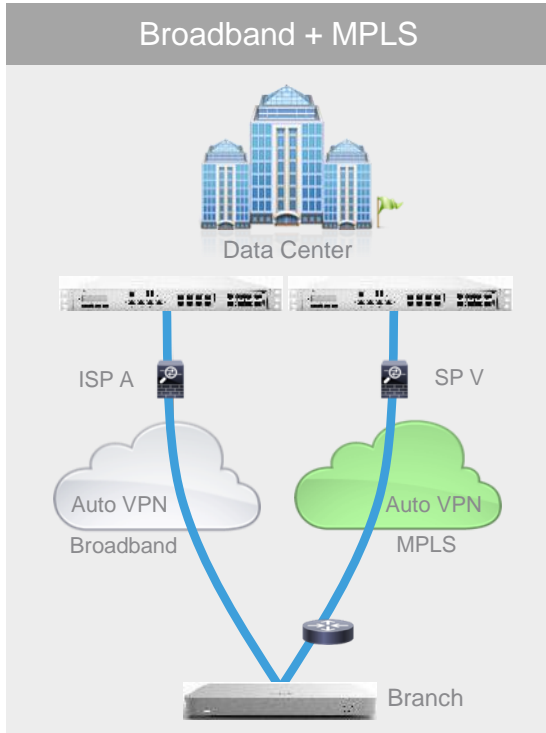 Broadband + MPLS
Data Center
ISP A
SP V
Auto VPN
Auto VPN
Broadband
MPLS
Branch